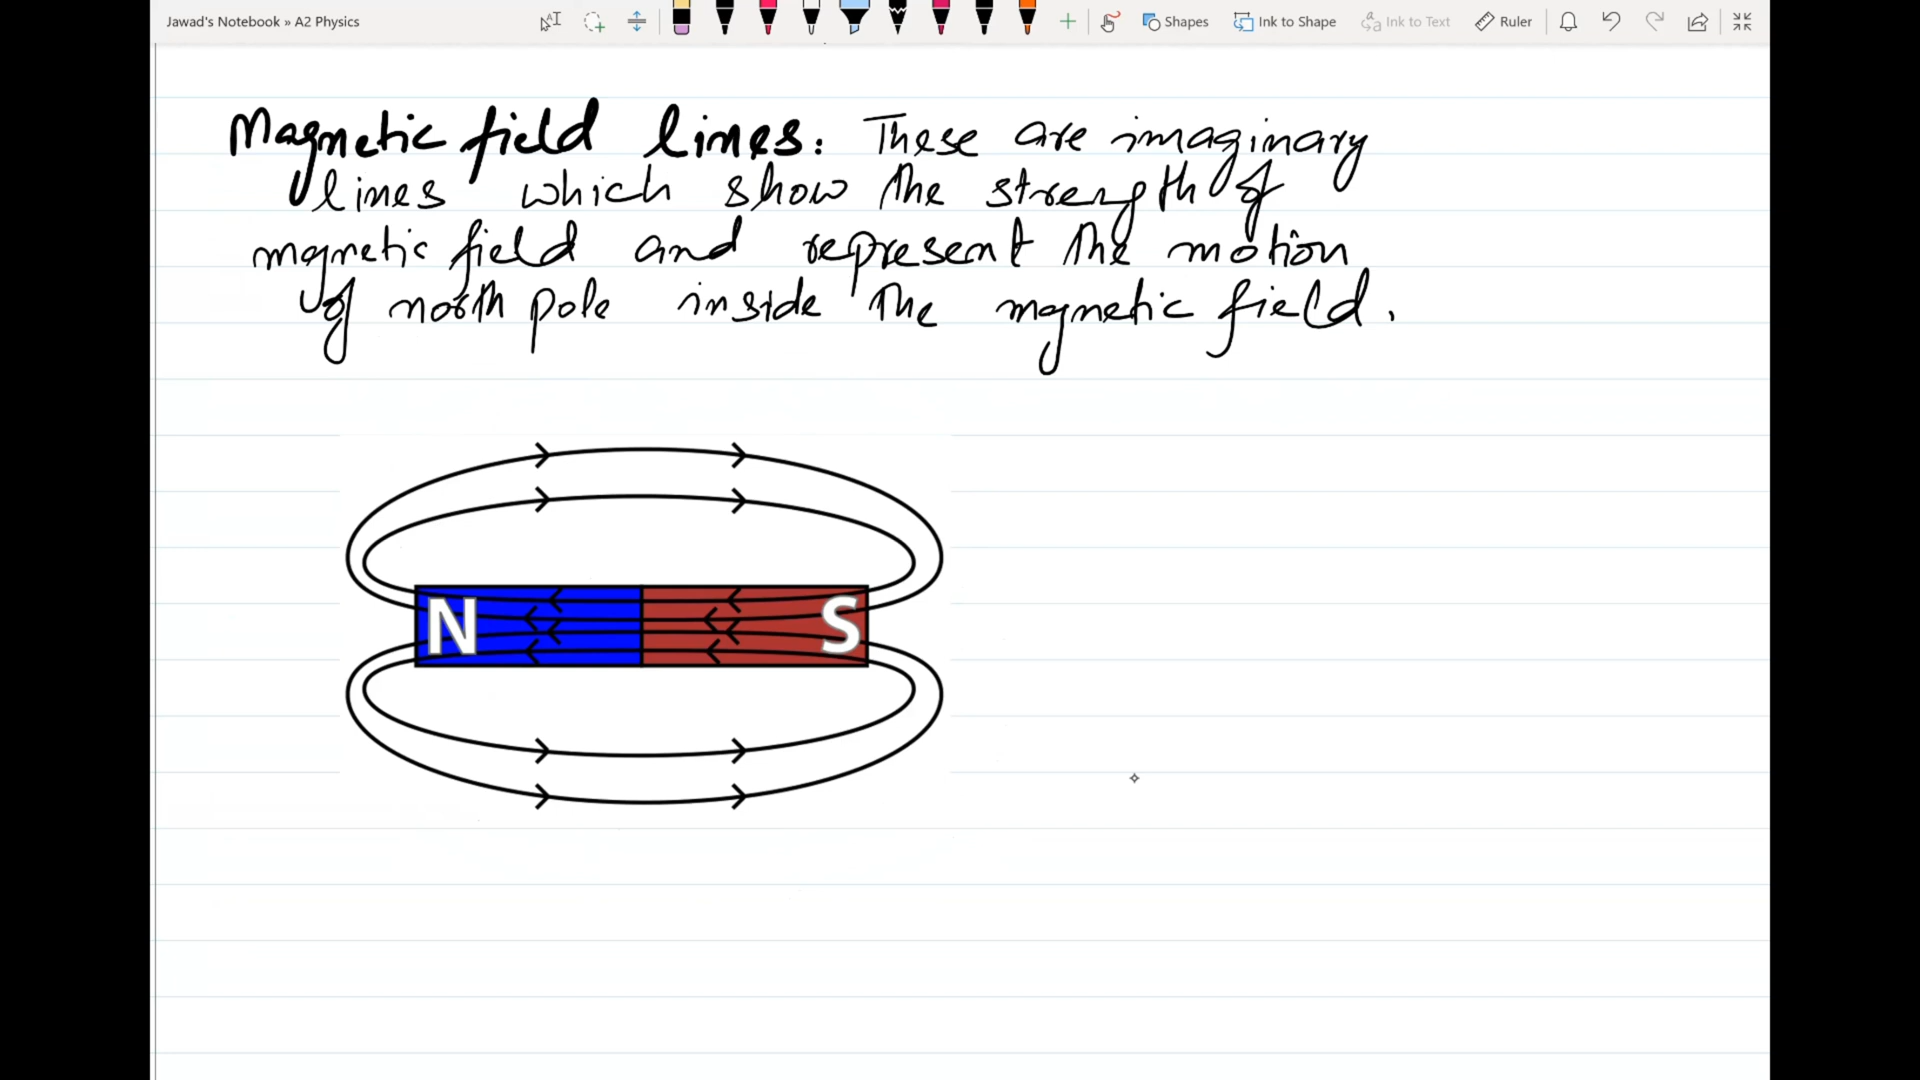 Jawad's Notebook » A2 Physics
Shapes
Ink to Shape
Ink to Text
Ruler
Magnetic field lines: These are imaginary
lines which show the strength of
magnetic field and represent the motion
of north pole inside the magnetic field.
N S